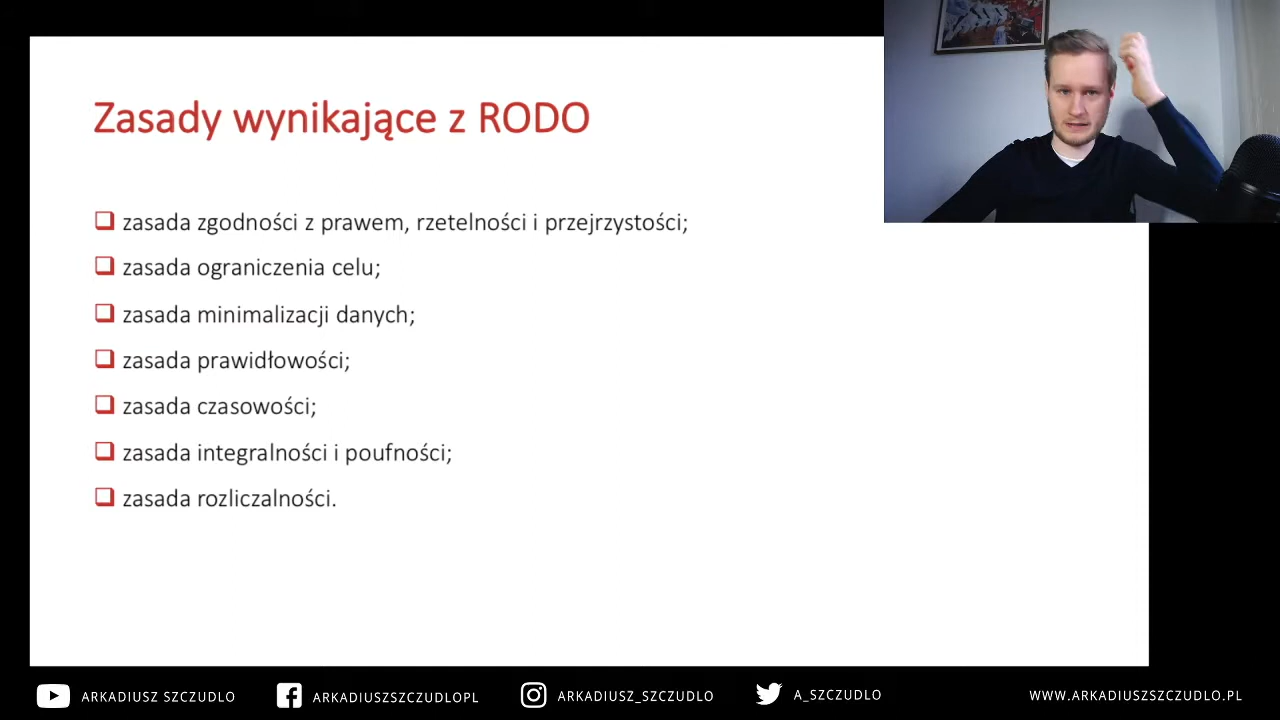 Zasady wynikające z RODO
zasada zgodności z prawem, rzetelności i przejrzystości;
zasada ograniczenia celu;
zasada minimalizacji danych;
zasada prawidłowości;
zasada czasowości;
zasada integralności i poufności;
zasada rozliczalności.
ARKADIUSZ SZCZUDLO
ARKADIUSZSZCZUDLOPL
ARKADIUSZ_SZCZUDLO
A_SZCZUDLO
WWW.ARKADIUSZSZCZUDLO.PL